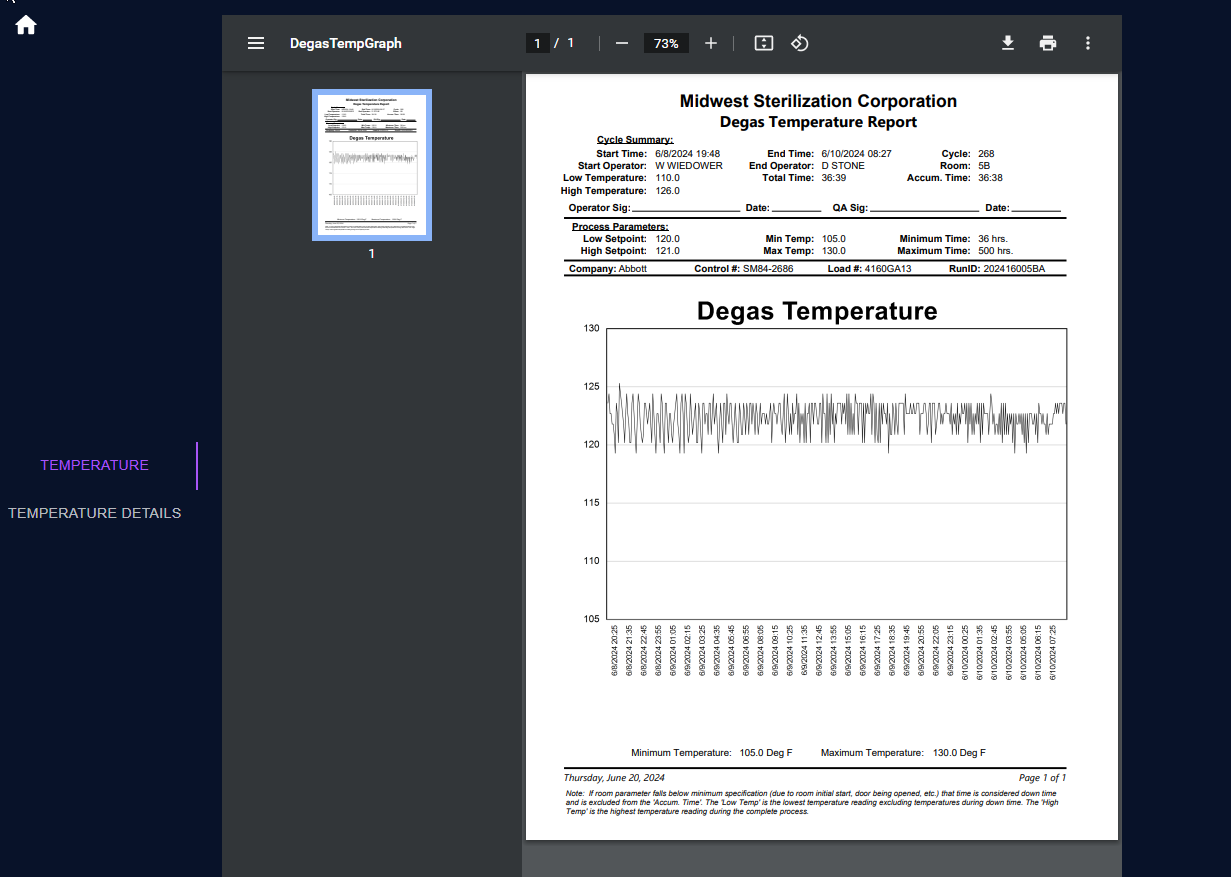 DegasTempGraph
1 / 1
73%
1
TEMPERATURE
TEMPERATURE DETAILS
Midwest Sterilization Corporation
Degas Temperature Report
Cycle Summary:
Start Time: 6/8/2024 19:48 End Time: 6/10/2024 08:27 Cycle: 268
Start Operator: W WIEDOWER End Operator: D STONE Room: 5B
Low Temperature: 110.0 Total Time: 36:39 Accum. Time: 36:38
High Temperature: 126.0
Operator Sig: Date: QA Sig: Date:
Process Parameters:
Low Setpoint: 120.0 Min Temp: 105.0 Minimum Time: 36 hrs.
High Setpoint: 121.0 Max Temp: 130.0 Maximum Time: 500 hrs.
Company: Abbott Control #: SM84-2686 Load #: 4160GA13 RunID: 202416005BA
Degas Temperature
130
125
120
115
110
105
6/8/2024 20:25
6/8/2024 21:35
6/8/2024 22:45
6/8/2024 23:55
6/9/2024 01:05
6/9/2024 02:15
6/9/2024 03:25
6/9/2024 04:35
6/9/2024 05:45
6/9/2024 06:55
6/9/2024 08:05
6/9/2024 09:15
6/9/2024 10:25
6/9/2024 11:35
6/9/2024 12:45
6/9/2024 13:55
6/9/2024 15:05
6/9/2024 16:15
6/9/2024 17:25
6/9/2024 18:35
6/9/2024 19:45
6/9/2024 20:55
6/9/2024 22:05
6/9/2024 23:15
6/10/2024 00:25
6/10/2024 01:35
6/10/2024 02:45
6/10/2024 03:55
6/10/2024 05:05
6/10/2024 06:15
6/10/2024 07:25
Minimum Temperature: 105.0 Deg F Maximum Temperature: 130.0 Deg F
Thursday, June 20, 2024 Page 1 of 1
Note: If room parameter falls below minimum specification (due to room initial start, door being opened, etc.) that time is considered down time
and is excluded from the 'Accum. Time'. The 'Low Temp' is the lowest temperature reading excluding temperatures during down time. The 'High
Temp' is the highest temperature reading during the complete process.